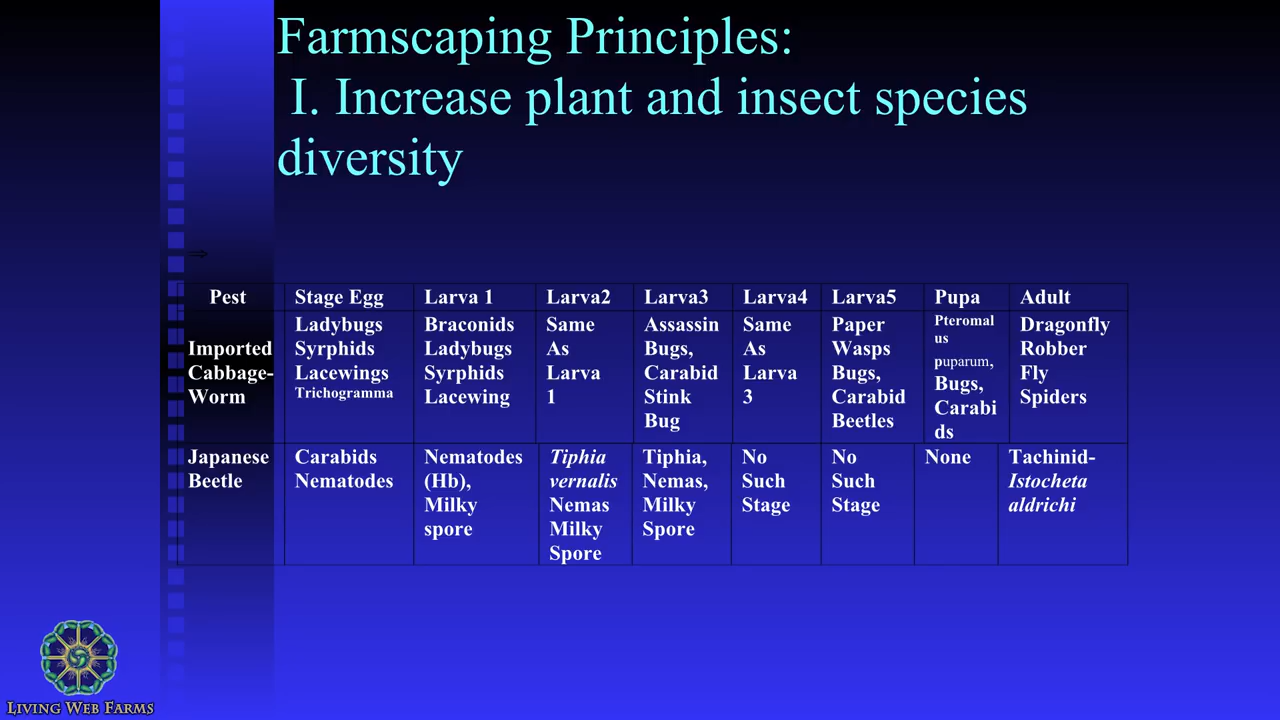 Farmscaping Principles:
I. Increase plant and insect species
diversity
⇒
Pest
Stage Egg
Larva 1
Larva2
Larva3
Larva4
Larva5
Pupa
Adult
Imported
Cabbage-
Worm
Ladybugs
Syrphids
Lacewings
Trichogramma
Braconids
Ladybugs
Syrphids
Lacewing
Same
As
Larva
1
Assassin
Bugs,
Carabid
Stink
Bug
Same
As
Larva
3
Paper
Wasps
Bugs,
Carabid
Beetles
Pteromal
us
puparum,
Bugs,
Carabi
ds
Dragonfly
Robber
Fly
Spiders
Japanese
Beetle
Carabids
Nematodes
Nematodes
(Hb),
Milky
spore
Tiphia
vernalis
Nemas
Milky
Spore
Tiphia,
Nemas,
Milky
Spore
No
Such
Stage
No
Such
Stage
None
Tachinid-
Istocheta
aldrichi
LIVING WEB FARMS